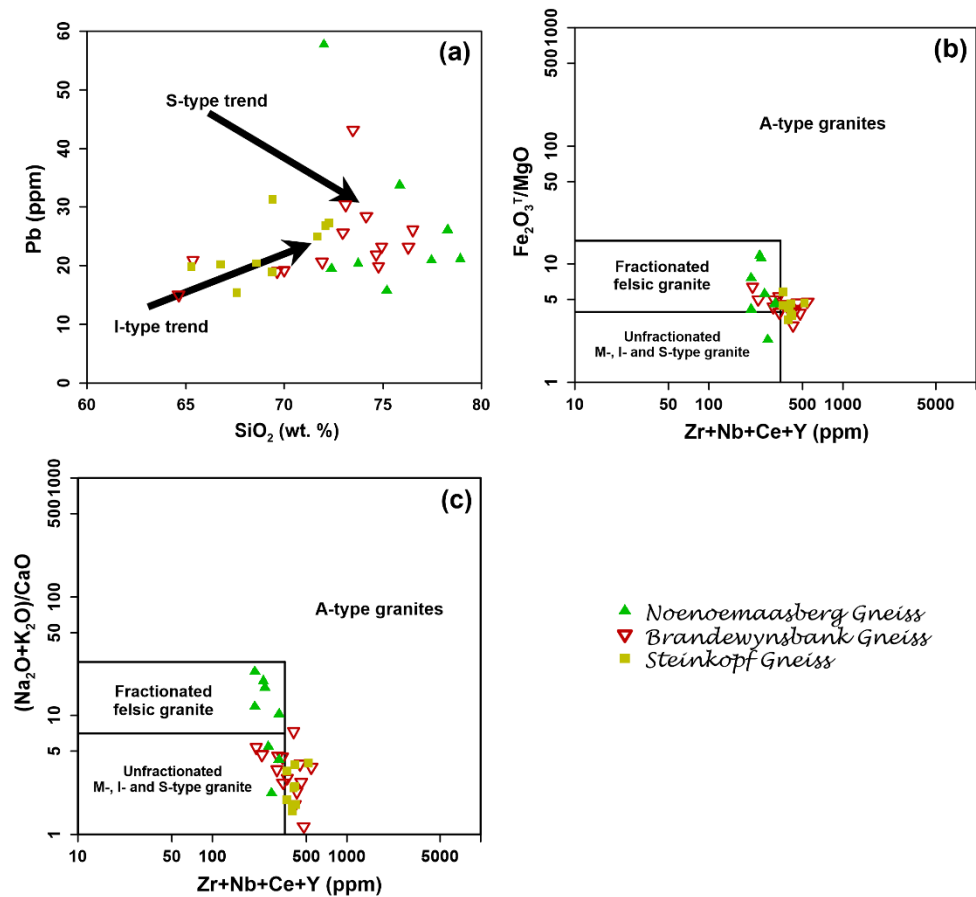 (a)
60
50
40
30
20
10
0
Pb (ppm)
S-type trend
I-type trend
60 65 70 75 80
SiO₂ (wt. %)
(b)
5001000
100
50
10
5
1
Fe₂O₃ᵀ/MgO
A-type granites
Fractionated
felsic granite
Unfractionated
M-, I- and S-type granite
10 50 100 500 1000 5000
Zr+Nb+Ce+Y (ppm)
(c)
5001000
100
50
10
5
1
(Na₂O+K₂O)/CaO
A-type granites
Fractionated
felsic granite
Unfractionated
M-, I- and S-type granite
10 50 100 500 1000 5000
Zr+Nb+Ce+Y (ppm)
Noenoemaasberg Gneiss
Brandewynsbank Gneiss
Steinkopf Gneiss